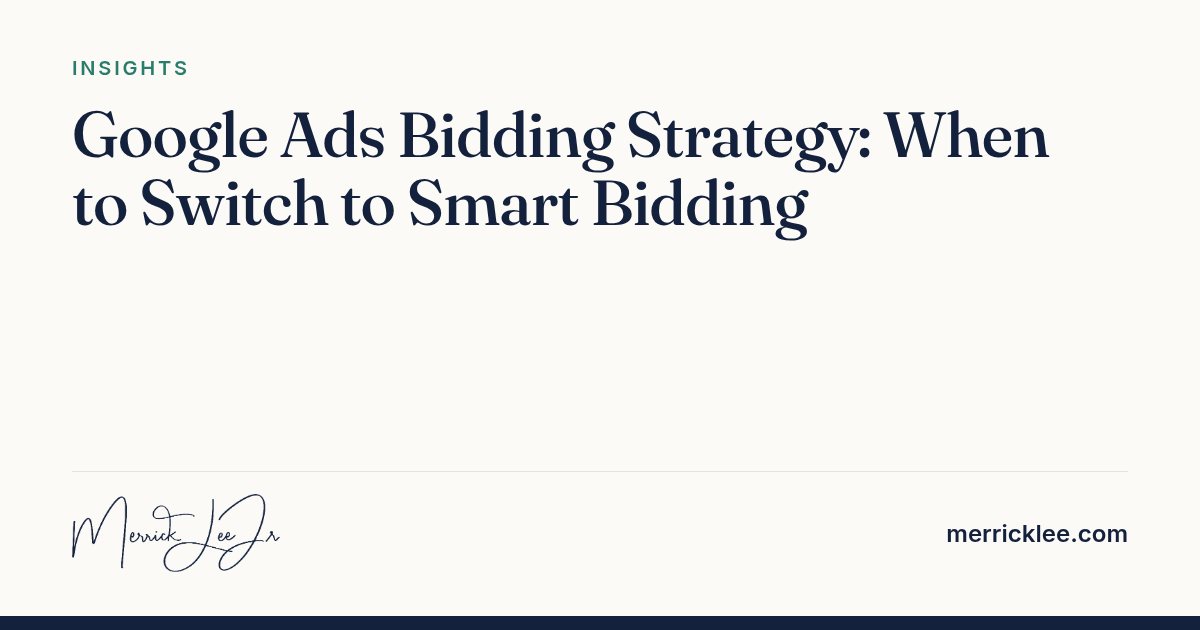 INSIGHTS
Google Ads Bidding Strategy: When
to Switch to Smart Bidding
Merrick Lee Jr
merricklee.com